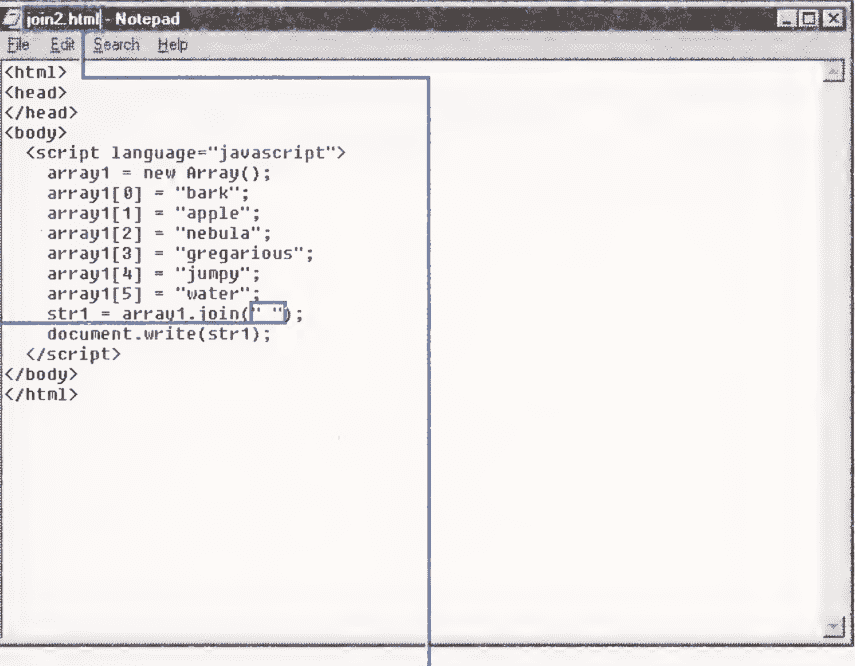 join2.html - Notepad
File Edit Search Help
<html>
<head>
</head>
<body>
  <script language="javascript">
    array1 = new Array();
    array1[0] = "bark";
    array1[1] = "apple";
    array1[2] = "nebula";
    array1[3] = "gregarious";
    array1[4] = "jumpy";
    array1[5] = "water";
    str1 = array1.join(" ");
    document.write(str1);
  </script>
</body>
</html>